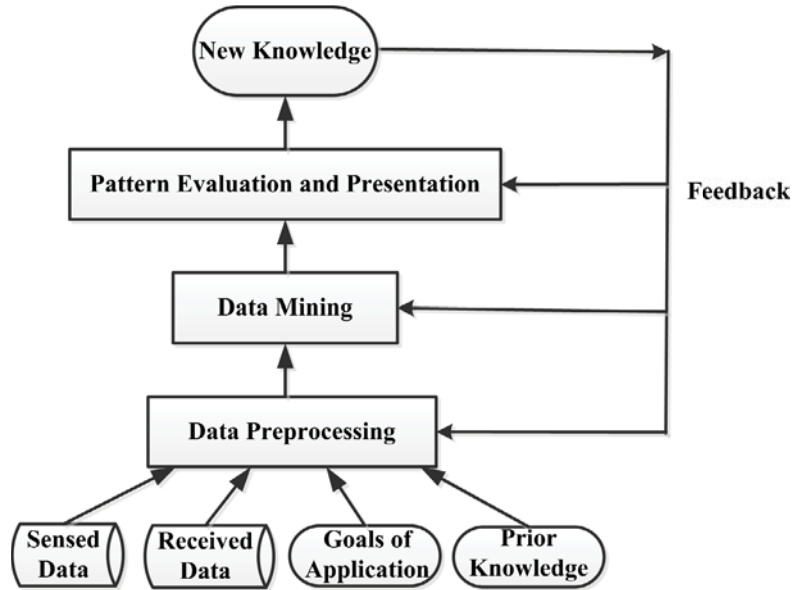 New Knowledge
Pattern Evaluation and Presentation
Feedback
Data Mining
Data Preprocessing
Sensed
Data
Received
Data
Goals of
Application
Prior
Knowledge